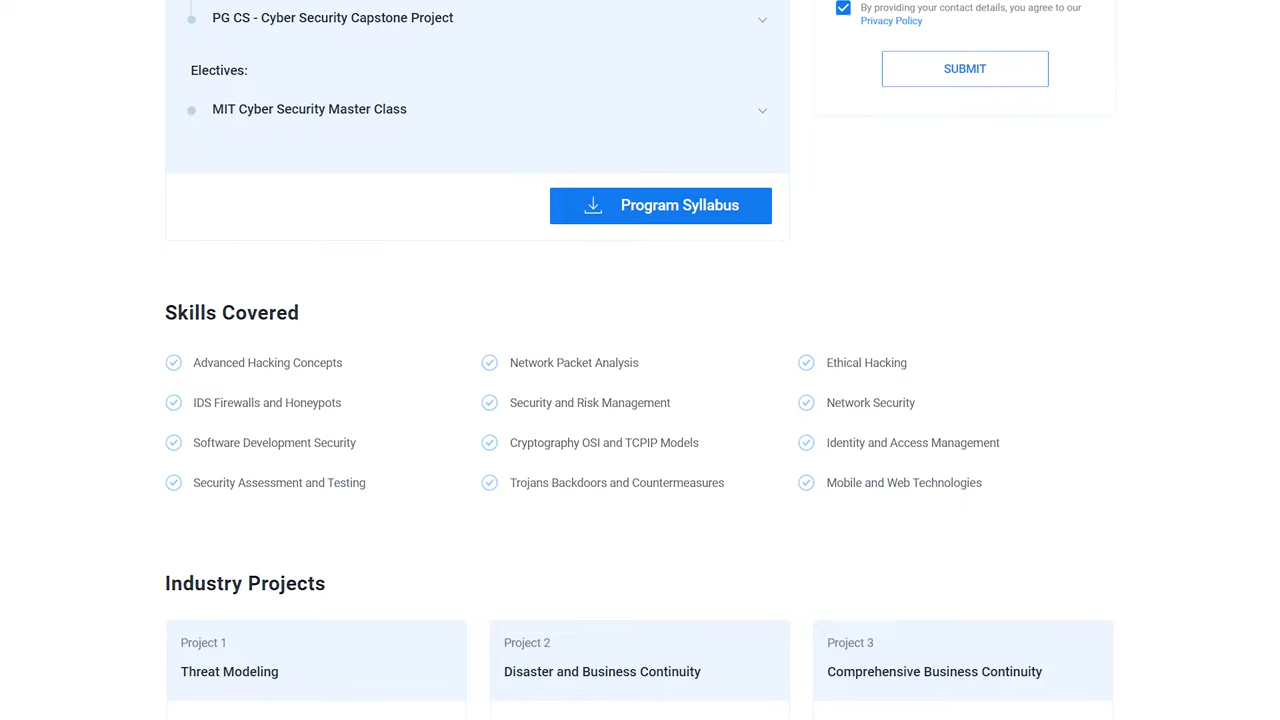 PG CS - Cyber Security Capstone Project
Electives:
MIT Cyber Security Master Class
Program Syllabus
By providing your contact details, you agree to our
Privacy Policy
SUBMIT
Skills Covered
Advanced Hacking Concepts
Network Packet Analysis
Ethical Hacking
IDS Firewalls and Honeypots
Security and Risk Management
Network Security
Software Development Security
Cryptography OSI and TCPIP Models
Identity and Access Management
Security Assessment and Testing
Trojans Backdoors and Countermeasures
Mobile and Web Technologies
Industry Projects
Project 1
Threat Modeling
Project 2
Disaster and Business Continuity
Project 3
Comprehensive Business Continuity